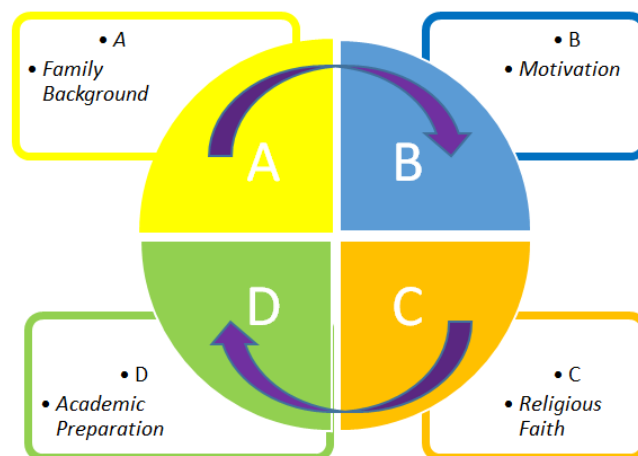 • A
• Family
Background
• B
• Motivation
A
B
D
C
• D
• Academic
Preparation
• C
• Religious
Faith